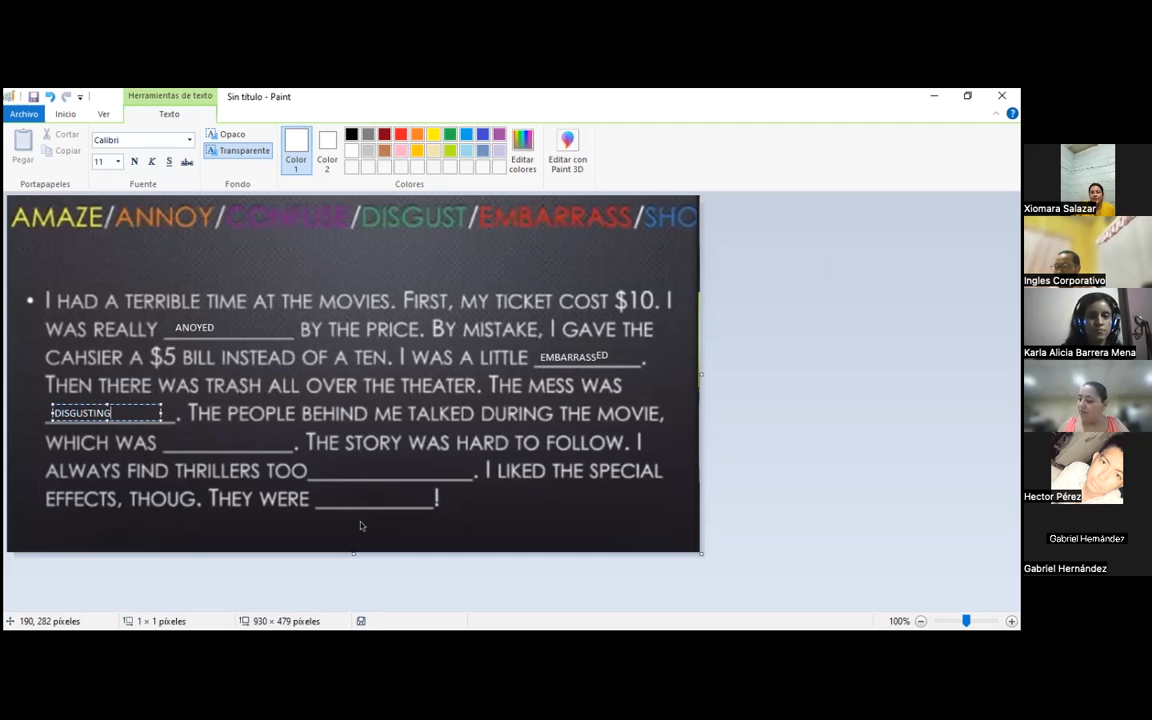 Herramientas de texto
Sin título - Paint
Archivo
Inicio
Ver
Texto
Pegar
Cortar
Copiar
Portapapeles
Calibri
11
N K S abc
Fuente
Opaco
Transparente
Fondo
Color 1
Color 2
Editar colores
Colores
Editar con Paint 3D
AMAZE/ANNOY/CONFUSE/DISGUST/EMBARRASS/SHO
• I HAD A TERRIBLE TIME AT THE MOVIES. FIRST, MY TICKET COST $10. I
WAS REALLY ANOYED BY THE PRICE. BY MISTAKE, I GAVE THE
CAHSIER A $5 BILL INSTEAD OF A TEN. I WAS A LITTLE EMBARRASSED.
THEN THERE WAS TRASH ALL OVER THE THEATER. THE MESS WAS
DISGUSTING. THE PEOPLE BEHIND ME TALKED DURING THE MOVIE,
WHICH WAS ____________. THE STORY WAS HARD TO FOLLOW. I
ALWAYS FIND THRILLERS TOO_______________. I LIKED THE SPECIAL
EFFECTS, THOUG. THEY WERE ___________!
190, 282 píxeles
1 × 1 píxeles
930 × 479 píxeles
100%
Xiomara Salazar
Ingles Corporativo
Karla Alicia Barrera Mena
Hector Pérez
Gabriel Hernández
Gabriel Hernández